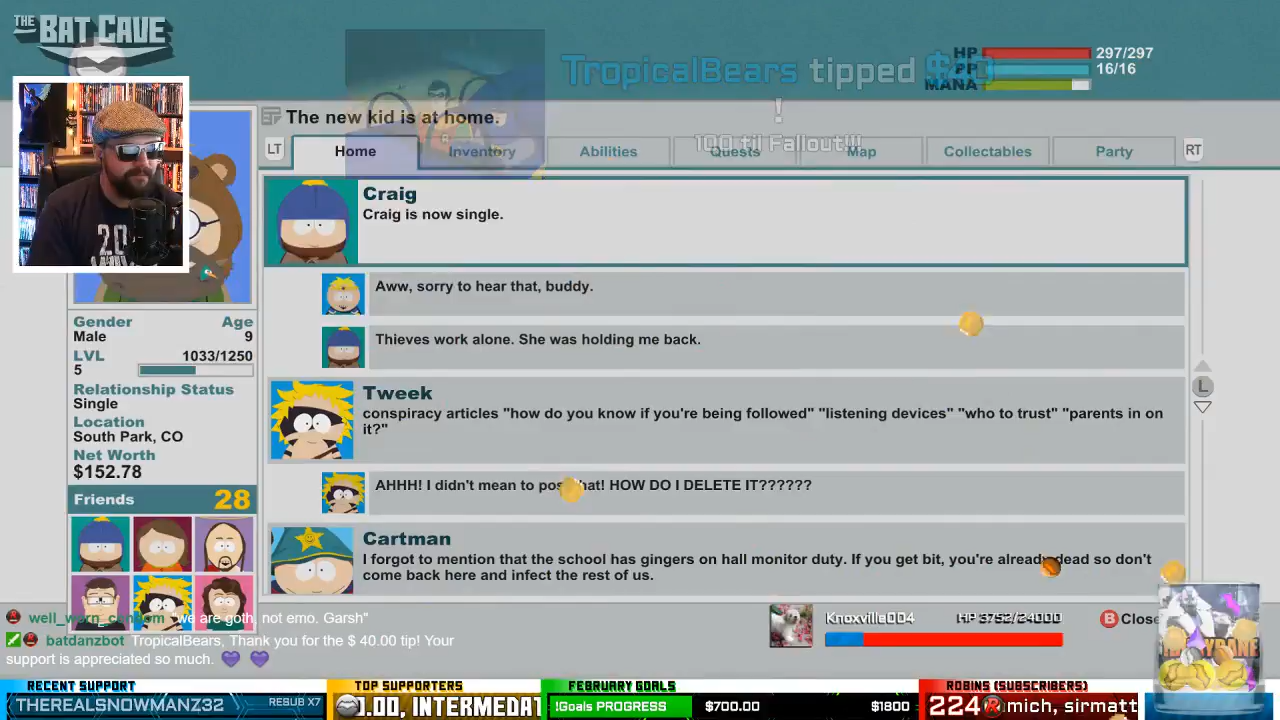 THE
BAT CAVE
TropicalBears tipped
!
100 til Fallout!!!
HP 297/297
PP 16/16
MANA
The new kid is at home.
LT Home Inventory Abilities Quests Map Collectables Party RT
Craig
Craig is now single.
Aww, sorry to hear that, buddy.
Thieves work alone. She was holding me back.
Tweek
conspiracy articles "how do you know if you're being followed" "listening devices" "who to trust" "parents in on
it?"
AHHH! I didn't mean to post that! HOW DO I DELETE IT??????
Cartman
I forgot to mention that the school has gingers on hall monitor duty. If you get bit, you're already dead so don't
come back here and infect the rest of us.
20
Gender Age
Male 9
LVL 1033/1250
5
Relationship Status
Single
Location
South Park, CO
Net Worth
$152.78
Friends 28
L
well_worn_condom "we are goth, not emo. Garsh"
batdanzbot TropicalBears, Thank you for the $ 40.00 tip! Your
support is appreciated so much.
Knoxville004 HP 3752/24000
B Close
RECENT SUPPORT
THEREALSNOWMANZ32 RESUB X7
TOP SUPPORTERS
0.00, INTERMEDAT
FEBRUARY GOALS
!Goals PROGRESS $700.00 $1800
ROBINS (SUBSCRIBERS)
224 mich, sirmatt